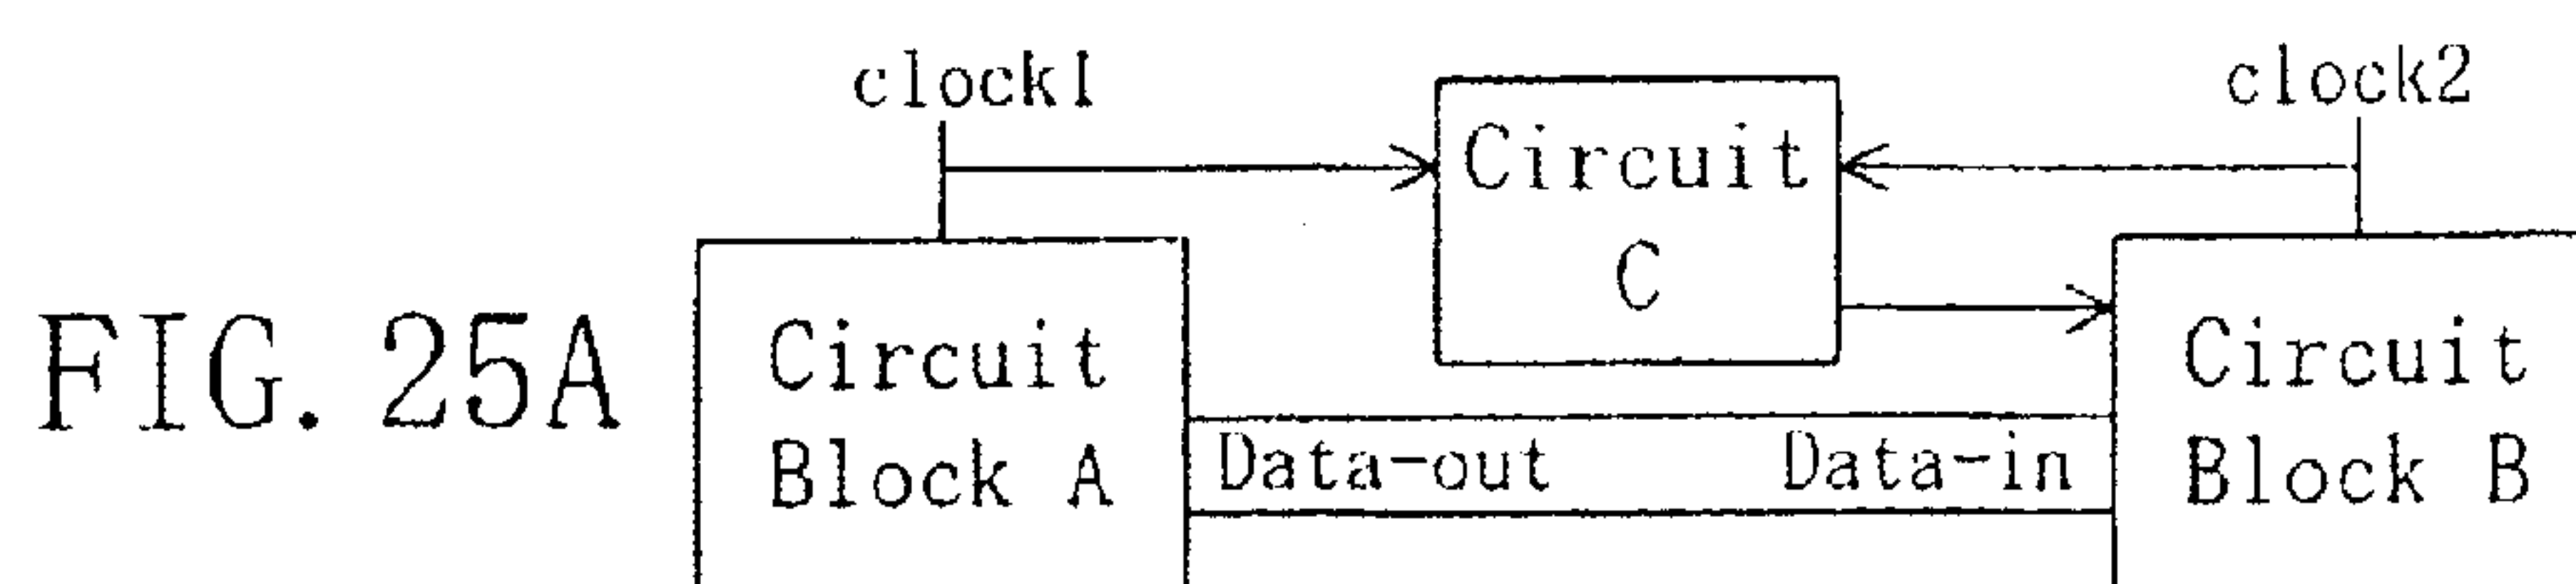 clock1
clock2
Circuit
C
FIG. 25A
Circuit
Block A
Data-out
Data-in
Circuit
Block B